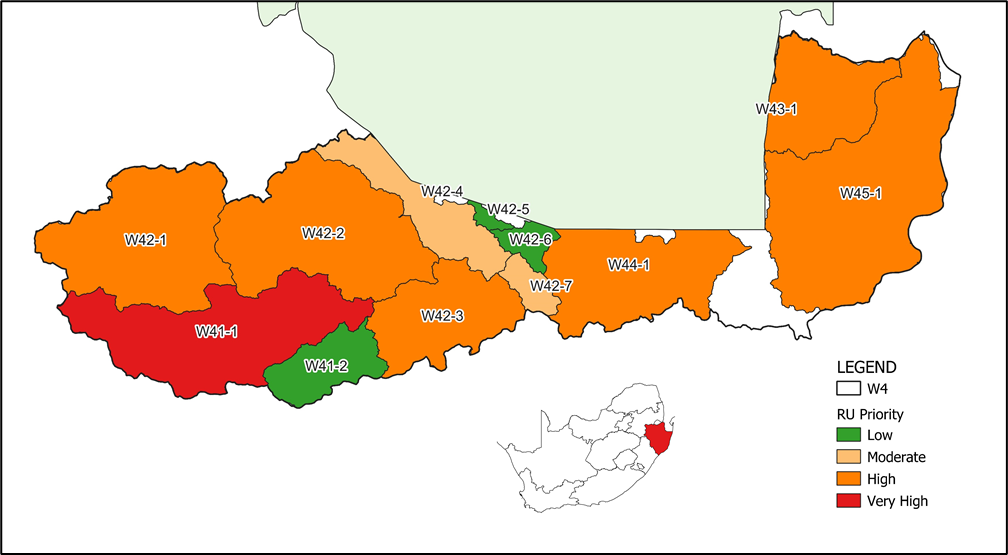 W43-1
W42-4
W45-1
W42-5
W42-1
W42-2
W42-6
W44-1
W42-7
W42-3
W41-1
W41-2
LEGEND
W4
RU Priority
Low
Moderate
High
Very High